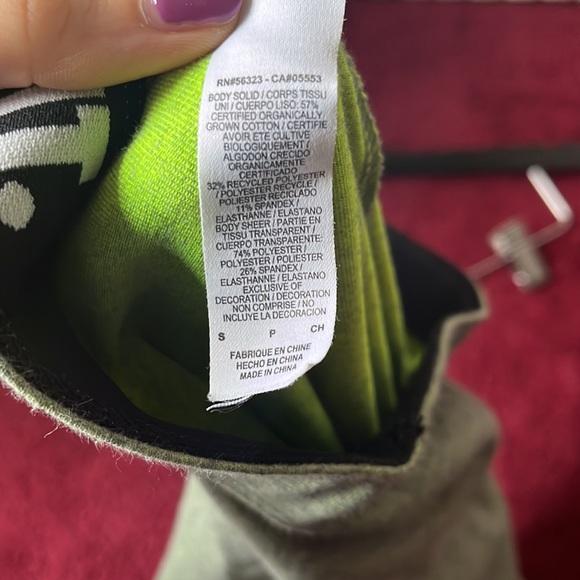 RN#56323 - CA#05553
BODY SOLID / CORPS TISSU
UNI / CUERPO LISO: 57%
CERTIFIED ORGANICALLY
GROWN COTTON / CERTIFIE
AVOIR ETE CULTIVE
BIOLOGIQUEMENT /
ALGODON CRECIDO
ORGANICAMENTE
CERTIFICADO
32% RECYCLED POLYESTER
/ POLYESTER RECYCLE /
POLIESTER RECICLADO
11% SPANDEX /
ELASTHANNE / ELASTANO
BODY SHEER / PARTIE EN
TISSU TRANSPARENT /
CUERPO TRANSPARENTE:
74% POLYESTER /
POLYESTER / POLIESTER
26% SPANDEX /
ELASTHANNE / ELASTANO
EXCLUSIVE OF
DECORATION / DECORATION
NON COMPRISE / NO
INCLUYE LA DECORACION
S P CH
FABRIQUE EN CHINE
HECHO EN CHINA
MADE IN CHINA